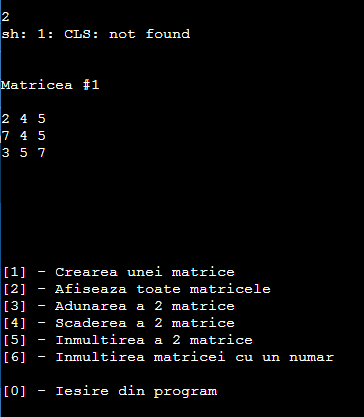 2
sh: 1: CLS: not found
Matricea #1
2 4 5
7 4 5
3 5 7
[1] - Crearea unei matrice
[2] - Afiseaza toate matricele
[3] - Adunarea a 2 matrice
[4] - Scaderea a 2 matrice
[5] - Inmultirea a 2 matrice
[6] - Inmultirea matricei cu un numar
[0] - Iesire din program